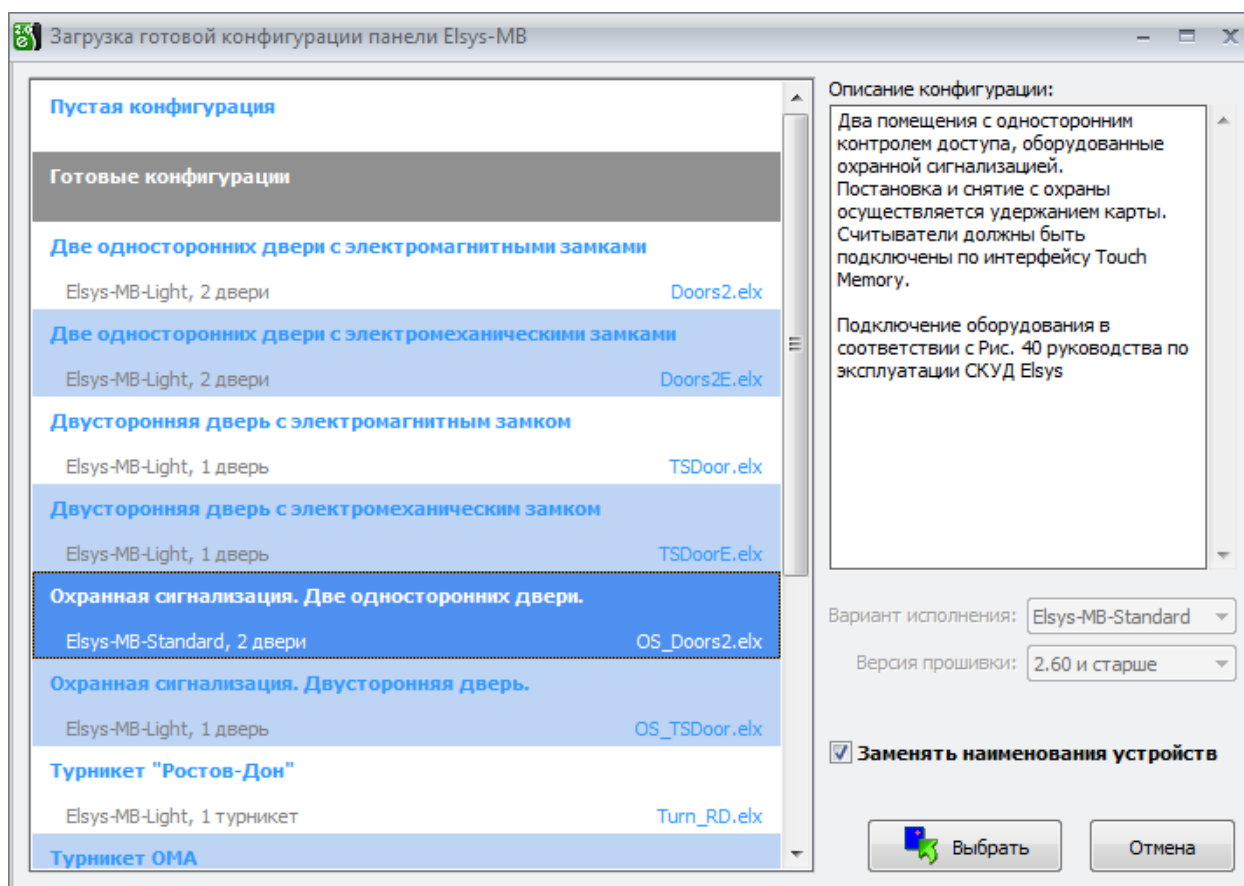 Загрузка готовой конфигурации панели Elsys-MB
Пустая конфигурация
Готовые конфигурации
Две односторонних двери с электромагнитными замками
Elsys-MB-Light, 2 двери Doors2.elx
Две односторонних двери с электромеханическими замками
Elsys-MB-Light, 2 двери Doors2E.elx
Двусторонняя дверь с электромагнитным замком
Elsys-MB-Light, 1 дверь TSDoor.elx
Двусторонняя дверь с электромеханическим замком
Elsys-MB-Light, 1 дверь TSDoorE.elx
Охранная сигнализация. Две односторонних двери.
Elsys-MB-Standard, 2 двери OS_Doors2.elx
Охранная сигнализация. Двусторонняя дверь.
Elsys-MB-Light, 1 дверь OS_TSDoor.elx
Турникет "Ростов-Дон"
Elsys-MB-Light, 1 турникет Turn_RD.elx
Турникет ОМА
Описание конфигурации:
Два помещения с односторонним
контролем доступа, оборудованные
охранной сигнализацией.
Постановка и снятие с охраны
осуществляется удержанием карты.
Считыватели должны быть
подключены по интерфейсу Touch
Memory.
Подключение оборудования в
соответствии с Рис. 40 руководства по
эксплуатации СКУД Elsys
Вариант исполнения: Elsys-MB-Standard
Версия прошивки: 2.60 и старше
Заменять наименования устройств
Выбрать Отмена